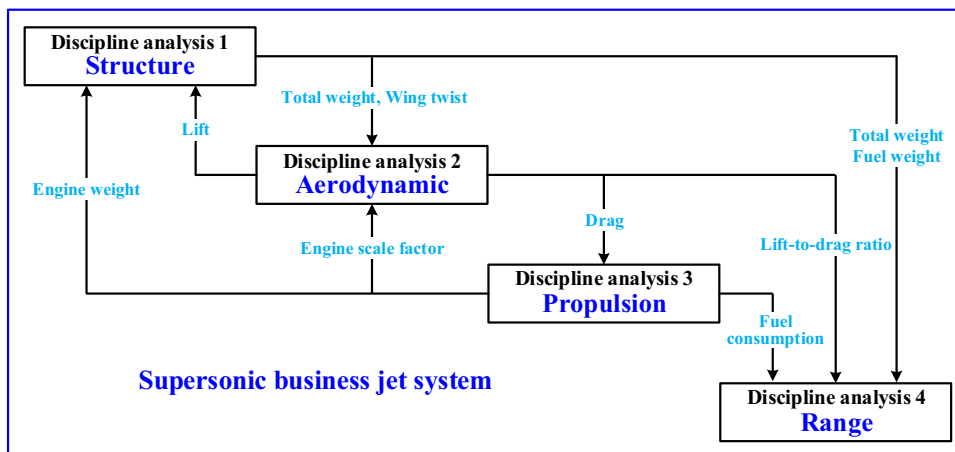 Discipline analysis 1
Structure
Total weight, Wing twist
Lift
Total weight
Fuel weight
Discipline analysis 2
Aerodynamic
Engine weight
Drag
Engine scale factor
Lift-to-drag ratio
Discipline analysis 3
Propulsion
Fuel
consumption
Supersonic business jet system
Discipline analysis 4
Range